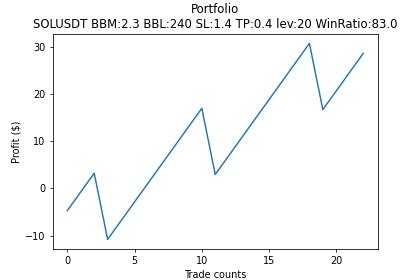 Portfolio
SOLUSDT BBM:2.3 BBL:240 SL:1.4 TP:0.4 lev:20 WinRatio:83.0
30
20
10
0
−10
Profit ($)
0
5
10
15
20
Trade counts